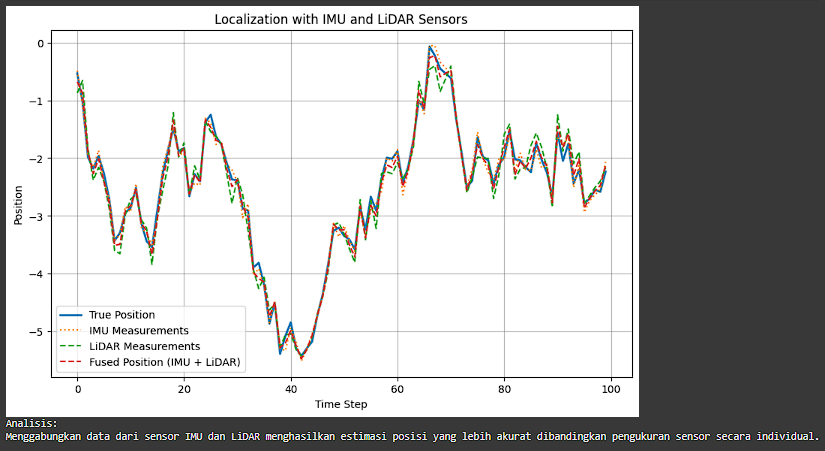 Localization with IMU and LiDAR Sensors
0
−1
−2
−3
−4
−5
Position
True Position
IMU Measurements
LiDAR Measurements
Fused Position (IMU + LiDAR)
0 20 40 60 80 100
Time Step
Analisis:
Menggabungkan data dari sensor IMU dan LiDAR menghasilkan estimasi posisi yang lebih akurat dibandingkan pengukuran sensor secara individual.